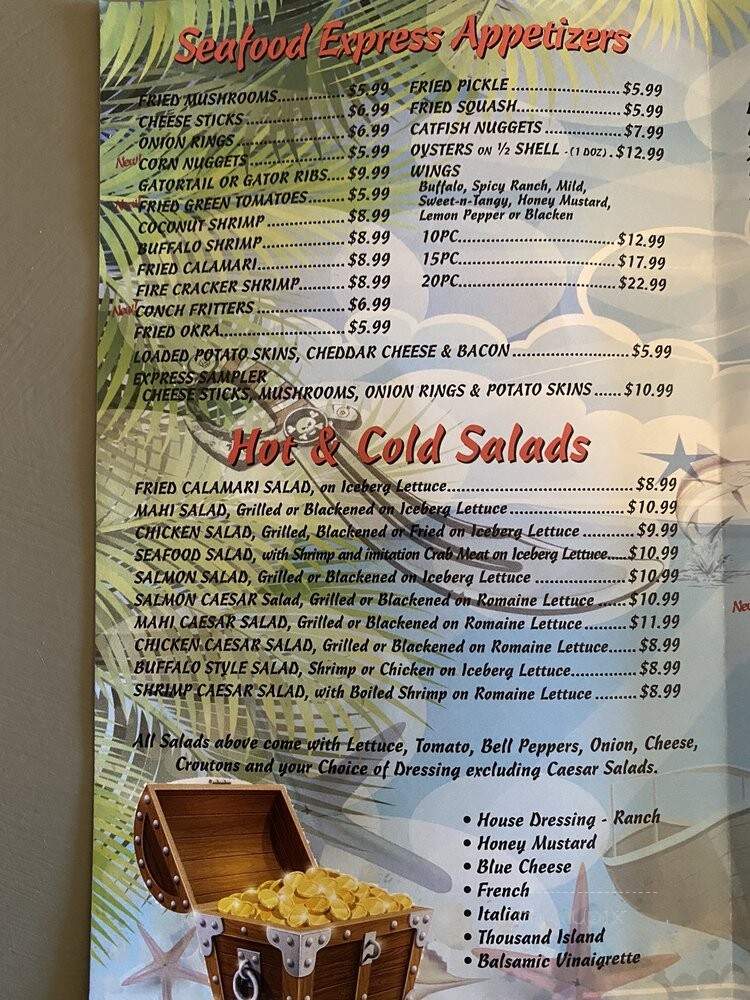 Seafood Express Appetizers
FRIED MUSHROOMS.............. $5.99
CHEESE STICKS ................. $6.99
ONION RINGS ................... $6.99
New! CORN NUGGETS ................ $5.99
GATORTAIL OR GATOR RIBS.... $9.99
New! FRIED GREEN TOMATOES....... $5.99
COCONUT SHRIMP ............. $8.99
BUFFALO SHRIMP.............. $8.99
FRIED CALAMARI............... $8.99
FIRE CRACKER SHRIMP....... $8.99
New! CONCH FRITTERS ............... $6.99
FRIED OKRA..................... $5.99
FRIED PICKLE ..................... $5.99
FRIED SQUASH.................... $5.99
CATFISH NUGGETS ............... $7.99
OYSTERS ON ½ SHELL - (1 DOZ) . $12.99
WINGS
Buffalo, Spicy Ranch, Mild,
Sweet-n-Tangy, Honey Mustard,
Lemon Pepper or Blacken
10PC............................... $12.99
15PC............................... $17.99
20PC............................... $22.99
LOADED POTATO SKINS, CHEDDAR CHEESE & BACON ...................... $5.99
EXPRESS SAMPLER
CHEESE STICKS, MUSHROOMS, ONION RINGS & POTATO SKINS ...... $10.99
Hot & Cold Salads
FRIED CALAMARI SALAD, on Iceberg Lettuce................................... $8.99
MAHI SALAD, Grilled or Blackened on Iceberg Lettuce ...................... $10.99
CHICKEN SALAD, Grilled, Blackened or Fried on Iceberg Lettuce ........... $9.99
SEAFOOD SALAD, with Shrimp and imitation Crab Meat on Iceberg Lettuce..... $10.99
SALMON SALAD, Grilled or Blackened on Iceberg Lettuce .................. $10.99
SALMON CAESAR Salad, Grilled or Blackened on Romaine Lettuce ...... $10.99
MAHI CAESAR SALAD, Grilled or Blackened on Romaine Lettuce......... $11.99
CHICKEN CAESAR SALAD, Grilled or Blackened on Romaine Lettuce...... $8.99
BUFFALO STYLE SALAD, Shrimp or Chicken on Iceberg Lettuce............. $8.99
SHRIMP CAESAR SALAD, with Boiled Shrimp on Romaine Lettuce ......... $8.99
All Salads above come with Lettuce, Tomato, Bell Peppers, Onion, Cheese,
Croutons and your Choice of Dressing excluding Caesar Salads.
• House Dressing - Ranch
• Honey Mustard
• Blue Cheese
• French
• Italian
• Thousand Island
• Balsamic Vinaigrette